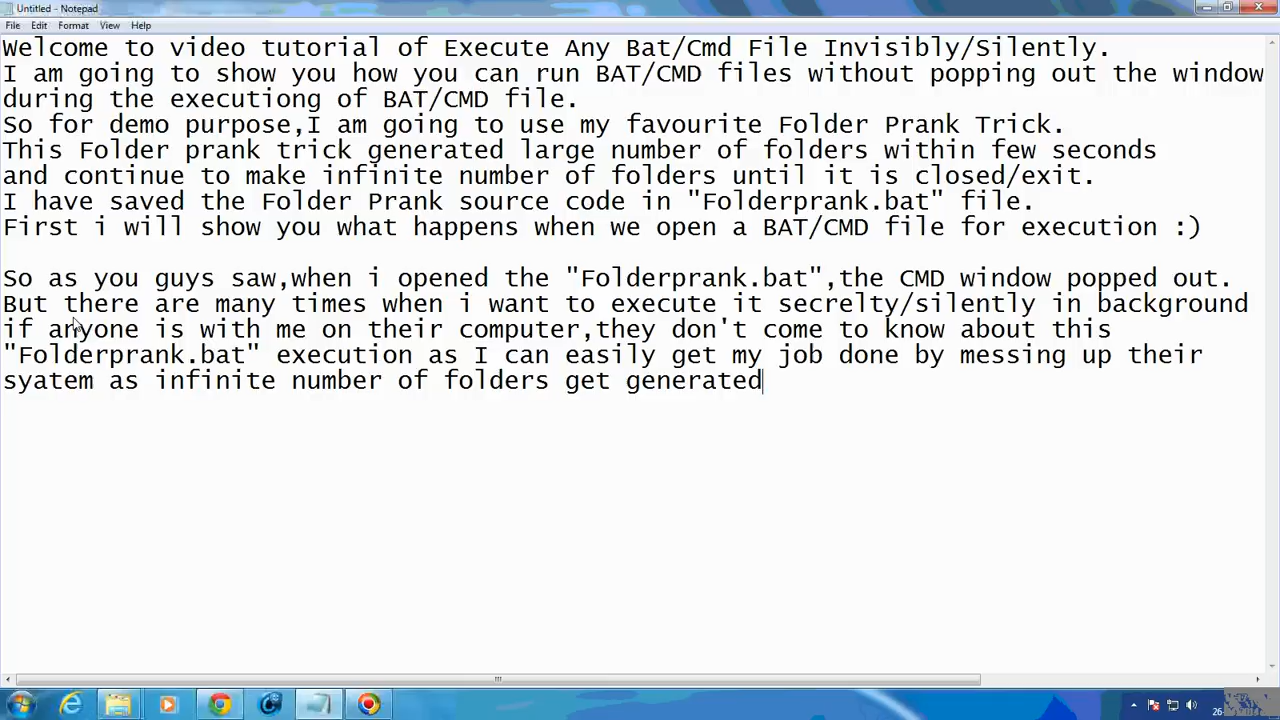 Untitled - Notepad
File Edit Format View Help
Welcome to video tutorial of Execute Any Bat/Cmd File Invisibly/Silently.
I am going to show you how you can run BAT/CMD files without popping out the window
during the executiong of BAT/CMD file.
So for demo purpose,I am going to use my favourite Folder Prank Trick.
This Folder prank trick generated large number of folders within few seconds
and continue to make infinite number of folders until it is closed/exit.
I have saved the Folder Prank source code in "Folderprank.bat" file.
First i will show you what happens when we open a BAT/CMD file for execution :)
So as you guys saw,when i opened the "Folderprank.bat",the CMD window popped out.
But there are many times when i want to execute it secrelty/silently in background
if anyone is with me on their computer,they don't come to know about this
"Folderprank.bat" execution as I can easily get my job done by messing up their
syatem as infinite number of folders get generated
26